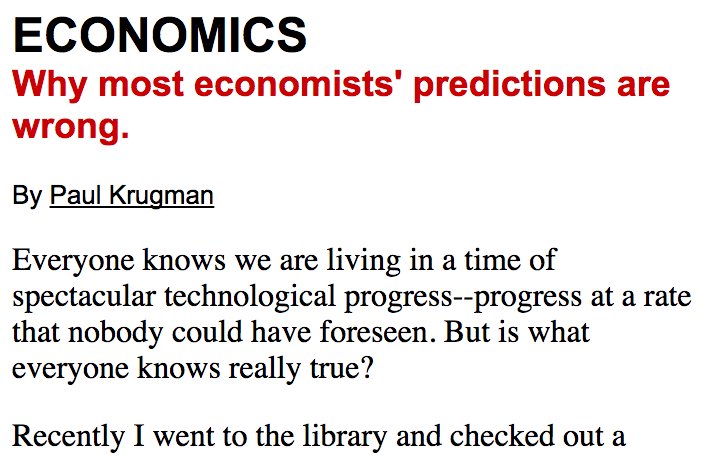 ECONOMICS
Why most economists' predictions are
wrong.
By Paul Krugman
Everyone knows we are living in a time of
spectacular technological progress--progress at a rate
that nobody could have foreseen. But is what
everyone knows really true?
Recently I went to the library and checked out a